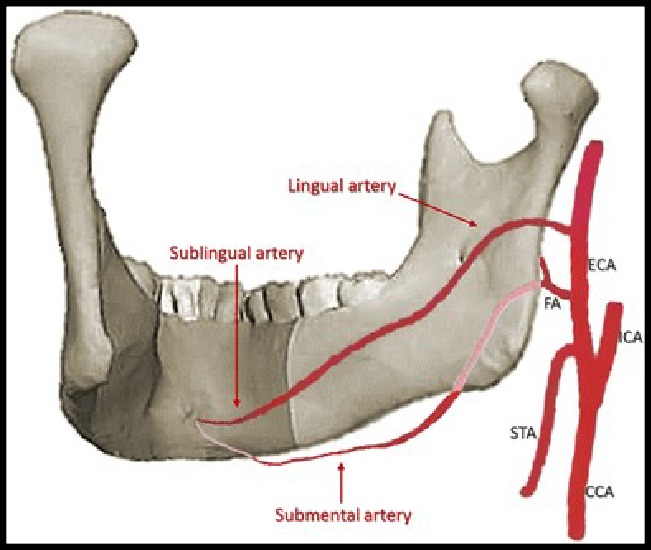 Lingual artery
Sublingual artery
ECA
FA
ICA
STA
CCA
Submental artery